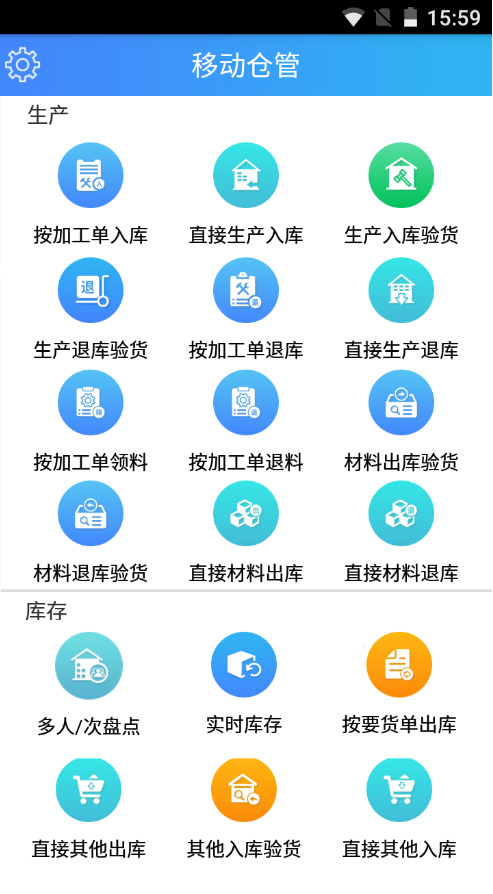 15:59
移动仓管
生产
按加工单入库 直接生产入库 生产入库验货
退
生产退库验货 按加工单退库 直接生产退库
按加工单领料 按加工单退料 材料出库验货
材料退库验货 直接材料出库 直接材料退库
库存
多人/次盘点 实时库存 按要货单出库
直接其他出库 其他入库验货 直接其他入库